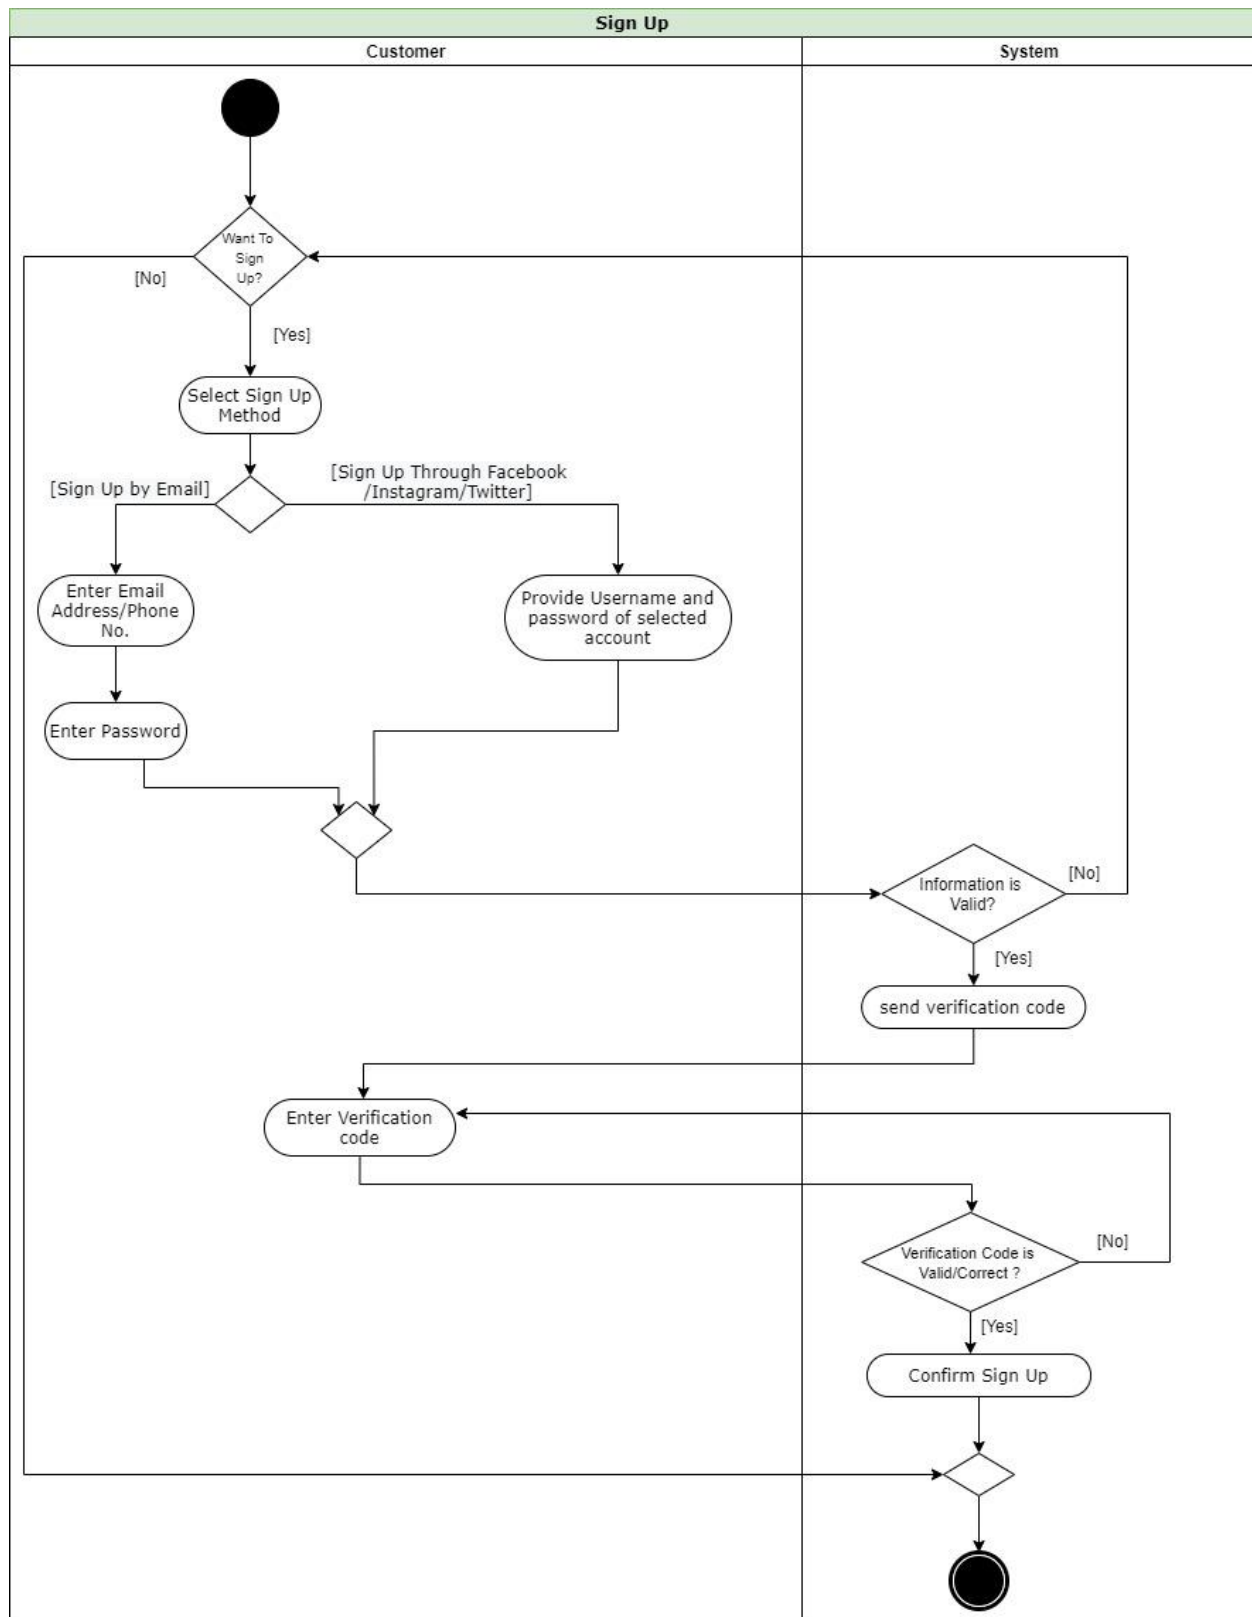 Sign Up
Customer
System
Want To
Sign
Up?
[No]
[Yes]
Select Sign Up
Method
[Sign Up by Email]
[Sign Up Through Facebook
/Instagram/Twitter]
Enter Email
Address/Phone
No.
Provide Username and
password of selected
account
Enter Password
Information is
Valid?
[No]
[Yes]
send verification code
Enter Verification
code
Verification Code is
Valid/Correct ?
[No]
[Yes]
Confirm Sign Up